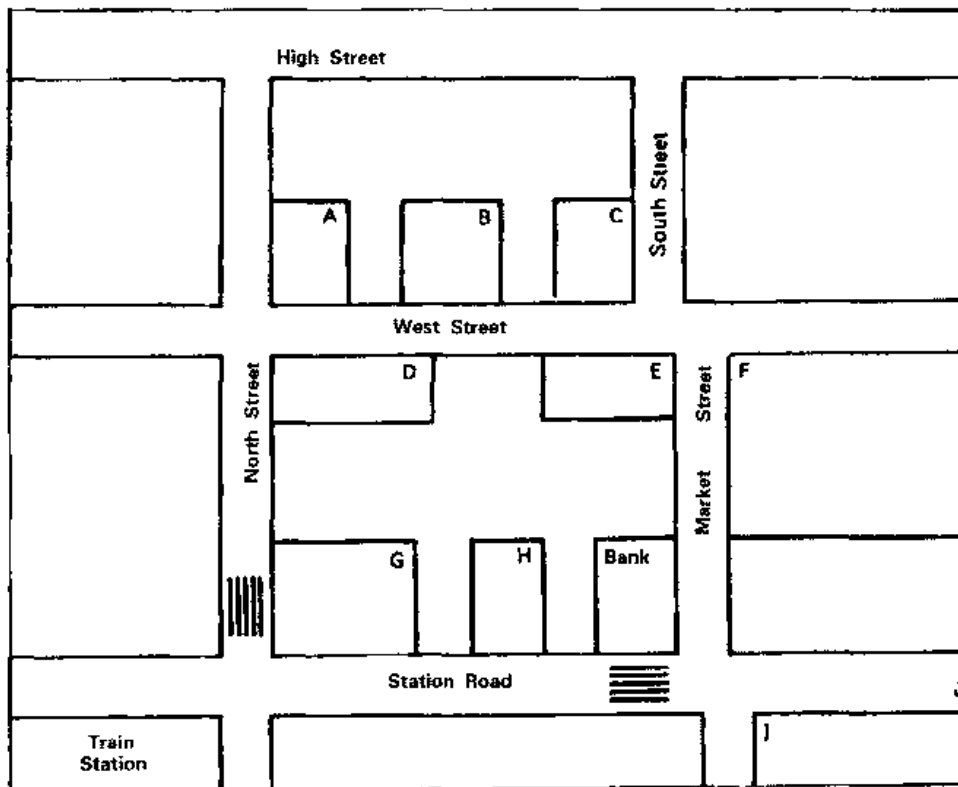 High Street
South Street
A
B
C
West Street
North Street
D
E
Market Street
F
G
H
Bank
Station Road
J
I
Train
Station